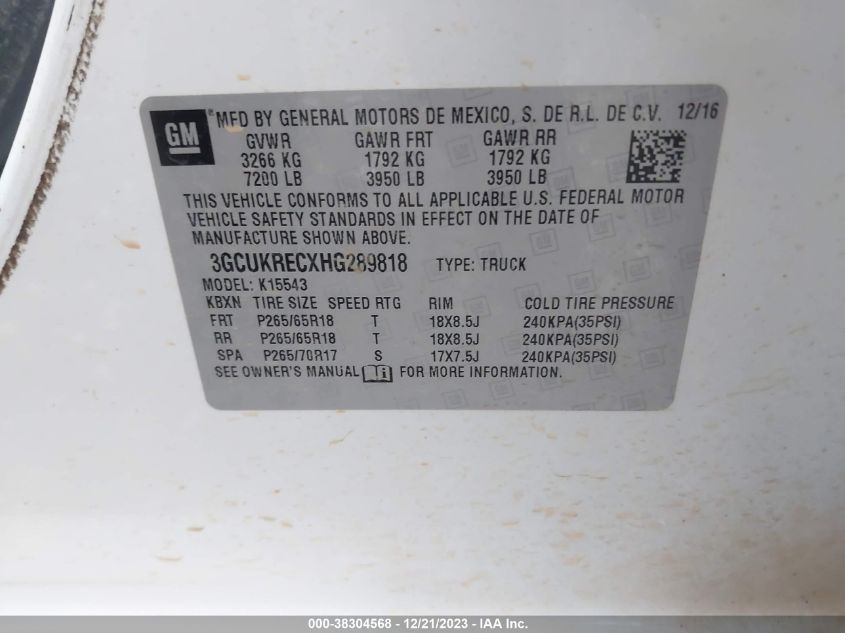 GM
® MFD BY GENERAL MOTORS DE MEXICO, S. DE R.L. DE C.V. 12/16
GVWR GAWR FRT GAWR RR
3266 KG 1792 KG 1792 KG
7200 LB 3950 LB 3950 LB
THIS VEHICLE CONFORMS TO ALL APPLICABLE U.S. FEDERAL MOTOR
VEHICLE SAFETY STANDARDS IN EFFECT ON THE DATE OF
MANUFACTURE SHOWN ABOVE.
3GCUKRECXHG289818 TYPE: TRUCK
MODEL: K15543
KBXN TIRE SIZE SPEED RTG RIM COLD TIRE PRESSURE
FRT P265/65R18 T 18X8.5J 240KPA(35PSI)
RR P265/65R18 T 18X8.5J 240KPA(35PSI)
SPA P265/70R17 S 17X7.5J 240KPA(35PSI)
SEE OWNER'S MANUAL FOR MORE INFORMATION.
000-38304568 - 12/21/2023 - IAA Inc.